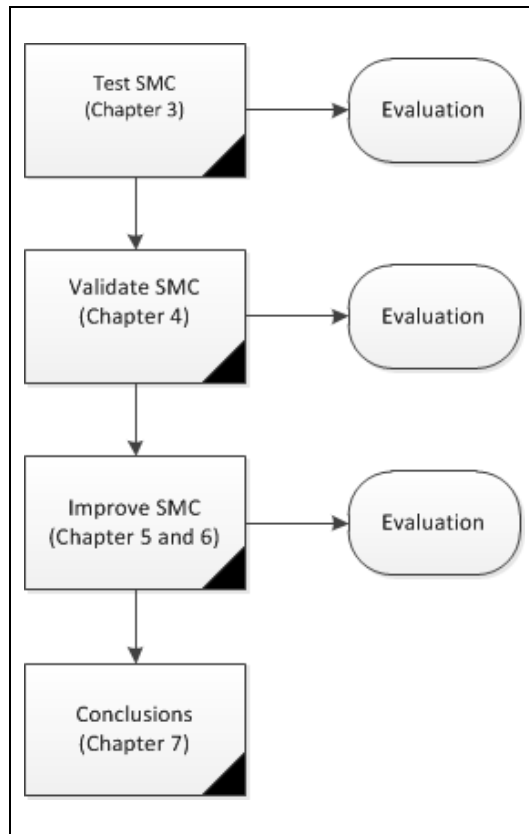 Test SMC
(Chapter 3)
Evaluation
Validate SMC
(Chapter 4)
Evaluation
Improve SMC
(Chapter 5 and 6)
Evaluation
Conclusions
(Chapter 7)